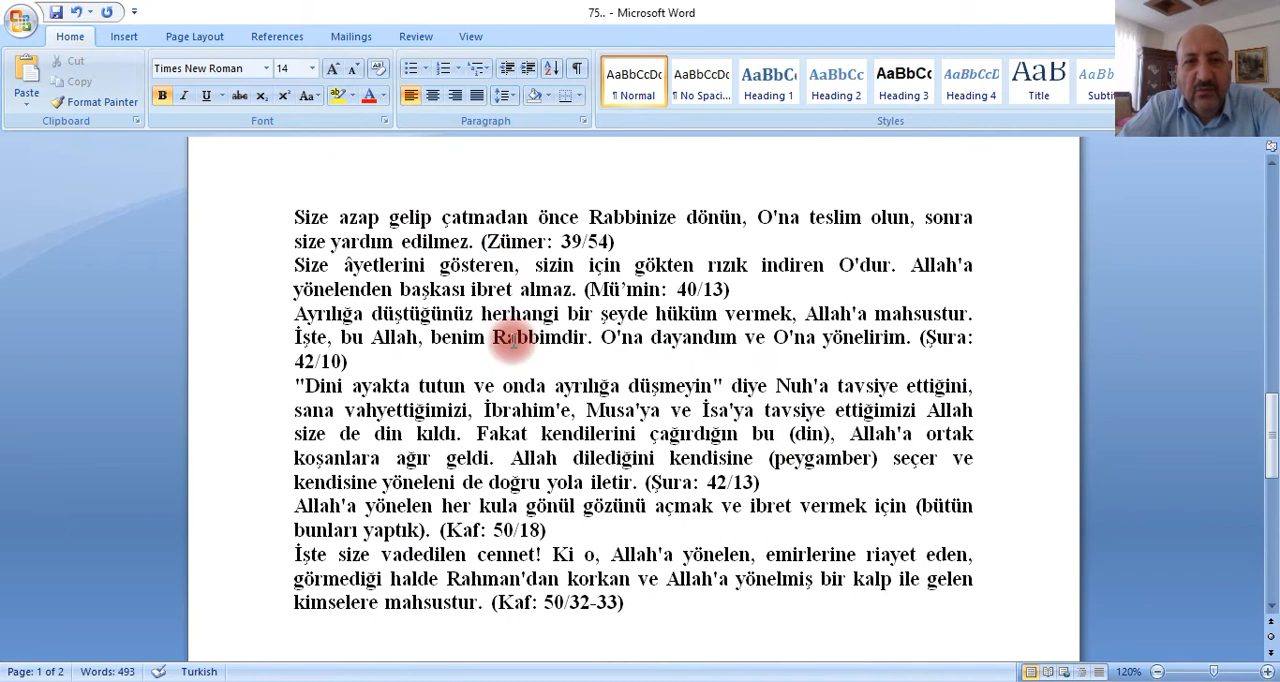 75.. - Microsoft Word
Home Insert Page Layout References Mailings Review View
Paste
Cut
Copy
Format Painter
Clipboard
Times New Roman 14
Font
Paragraph
AaBbCcDc AaBbCcDc AaBbCc AaBbCc AaBbCc AaBbCcD AaB
¶ Normal ¶ No Spaci... Heading 1 Heading 2 Heading 3 Heading 4 Title
Styles
Size azap gelip çatmadan önce Rabbinize dönün, O'na teslim olun, sonra
size yardım edilmez. (Zümer: 39/54)
Size âyetlerini gösteren, sizin için gökten rızık indiren O'dur. Allah'a
yönelenden başkası ibret almaz. (Mü’min: 40/13)
Ayrılığa düştüğünüz herhangi bir şeyde hüküm vermek, Allah'a mahsustur.
İşte, bu Allah, benim Rabbimdir. O'na dayandım ve O'na yönelirim. (Şura:
42/10)
"Dini ayakta tutun ve onda ayrılığa düşmeyin" diye Nuh'a tavsiye ettiğini,
sana vahyettiğimizi, İbrahim'e, Musa'ya ve İsa'ya tavsiye ettiğimizi Allah
size de din kıldı. Fakat kendilerini çağırdığın bu (din), Allah'a ortak
koşanlara ağır geldi. Allah dilediğini kendisine (peygamber) seçer ve
kendisine yöneleni de doğru yola iletir. (Şura: 42/13)
Allah'a yönelen her kula gönül gözünü açmak ve ibret vermek için (bütün
bunları yaptık). (Kaf: 50/18)
İşte size vadedilen cennet! Ki o, Allah'a yönelen, emirlerine riayet eden,
görmediği halde Rahman'dan korkan ve Allah'a yönelmiş bir kalp ile gelen
kimselere mahsustur. (Kaf: 50/32-33)
Page: 1 of 2 Words: 493 Turkish 120%